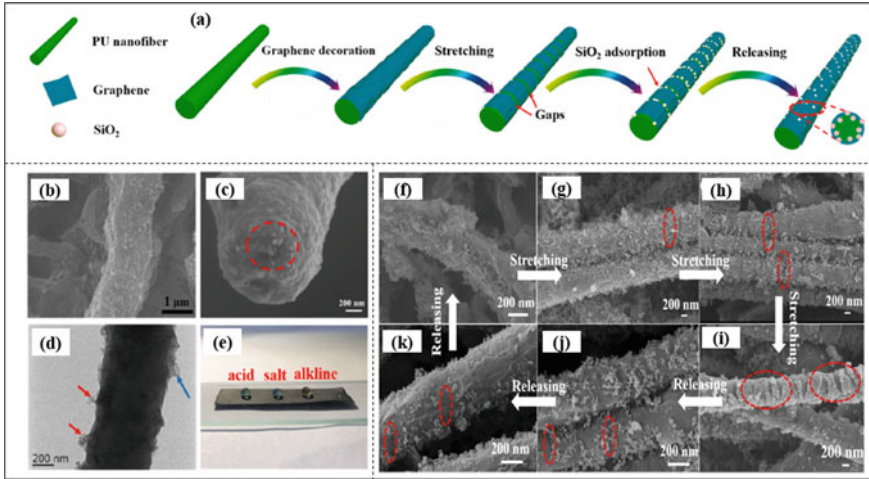 (a)
PU nanofiber
Graphene
SiO2
Graphene decoration
Stretching
SiO2 adsorption
Releasing
Gaps
(b)
1 μm
(c)
200 nm
(d)
200 nm
(e)
acid salt alkline
(f)
200 nm
Stretching
(g)
200 nm
Stretching
(h)
200 nm
Stretching
(i)
200 nm
Releasing
(j)
200 nm
Releasing
(k)
200 nm
Releasing